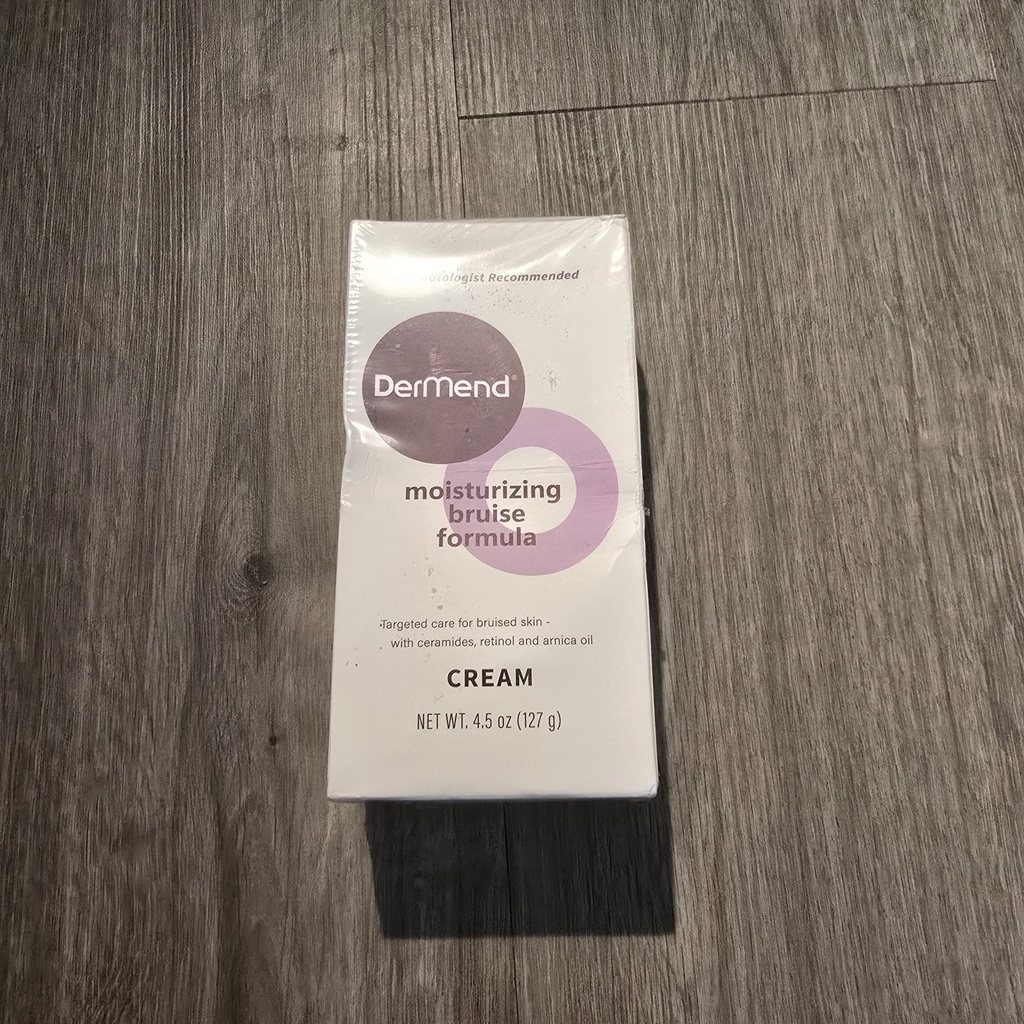 Recommended
DerMend®
moisturizing
bruise
formula
Targeted care for bruised skin -
with ceramides, retinol and arnica oil
CREAM
NET WT. 4.5 oz (127 g)